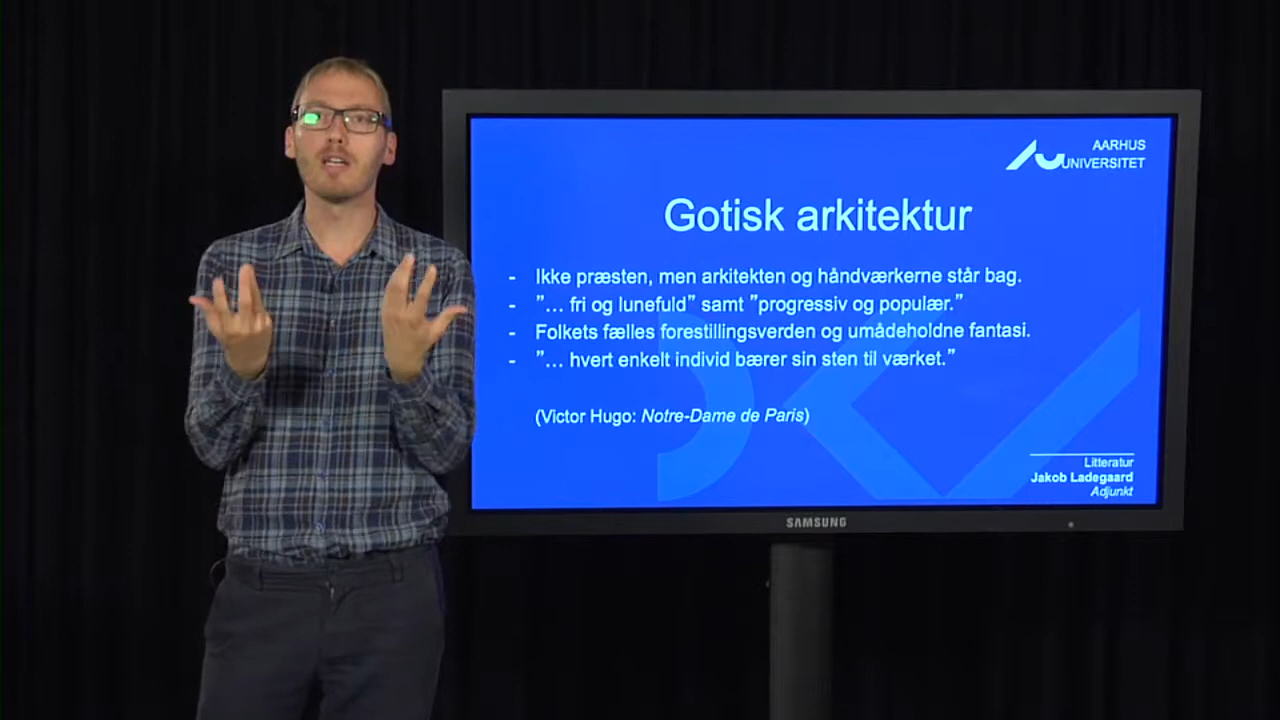 AARHUS
UNIVERSITET
Gotisk arkitektur
- Ikke præsten, men arkitekten og håndværkerne står bag.
- ”… fri og lunefuld” samt ”progressiv og populær.”
- Folkets fælles forestillingsverden og umådeholdne fantasi.
- ”… hvert enkelt individ bærer sin sten til værket.”
(Victor Hugo: Notre-Dame de Paris)
Litteratur
Jakob Ladegaard
Adjunkt
SAMSUNG